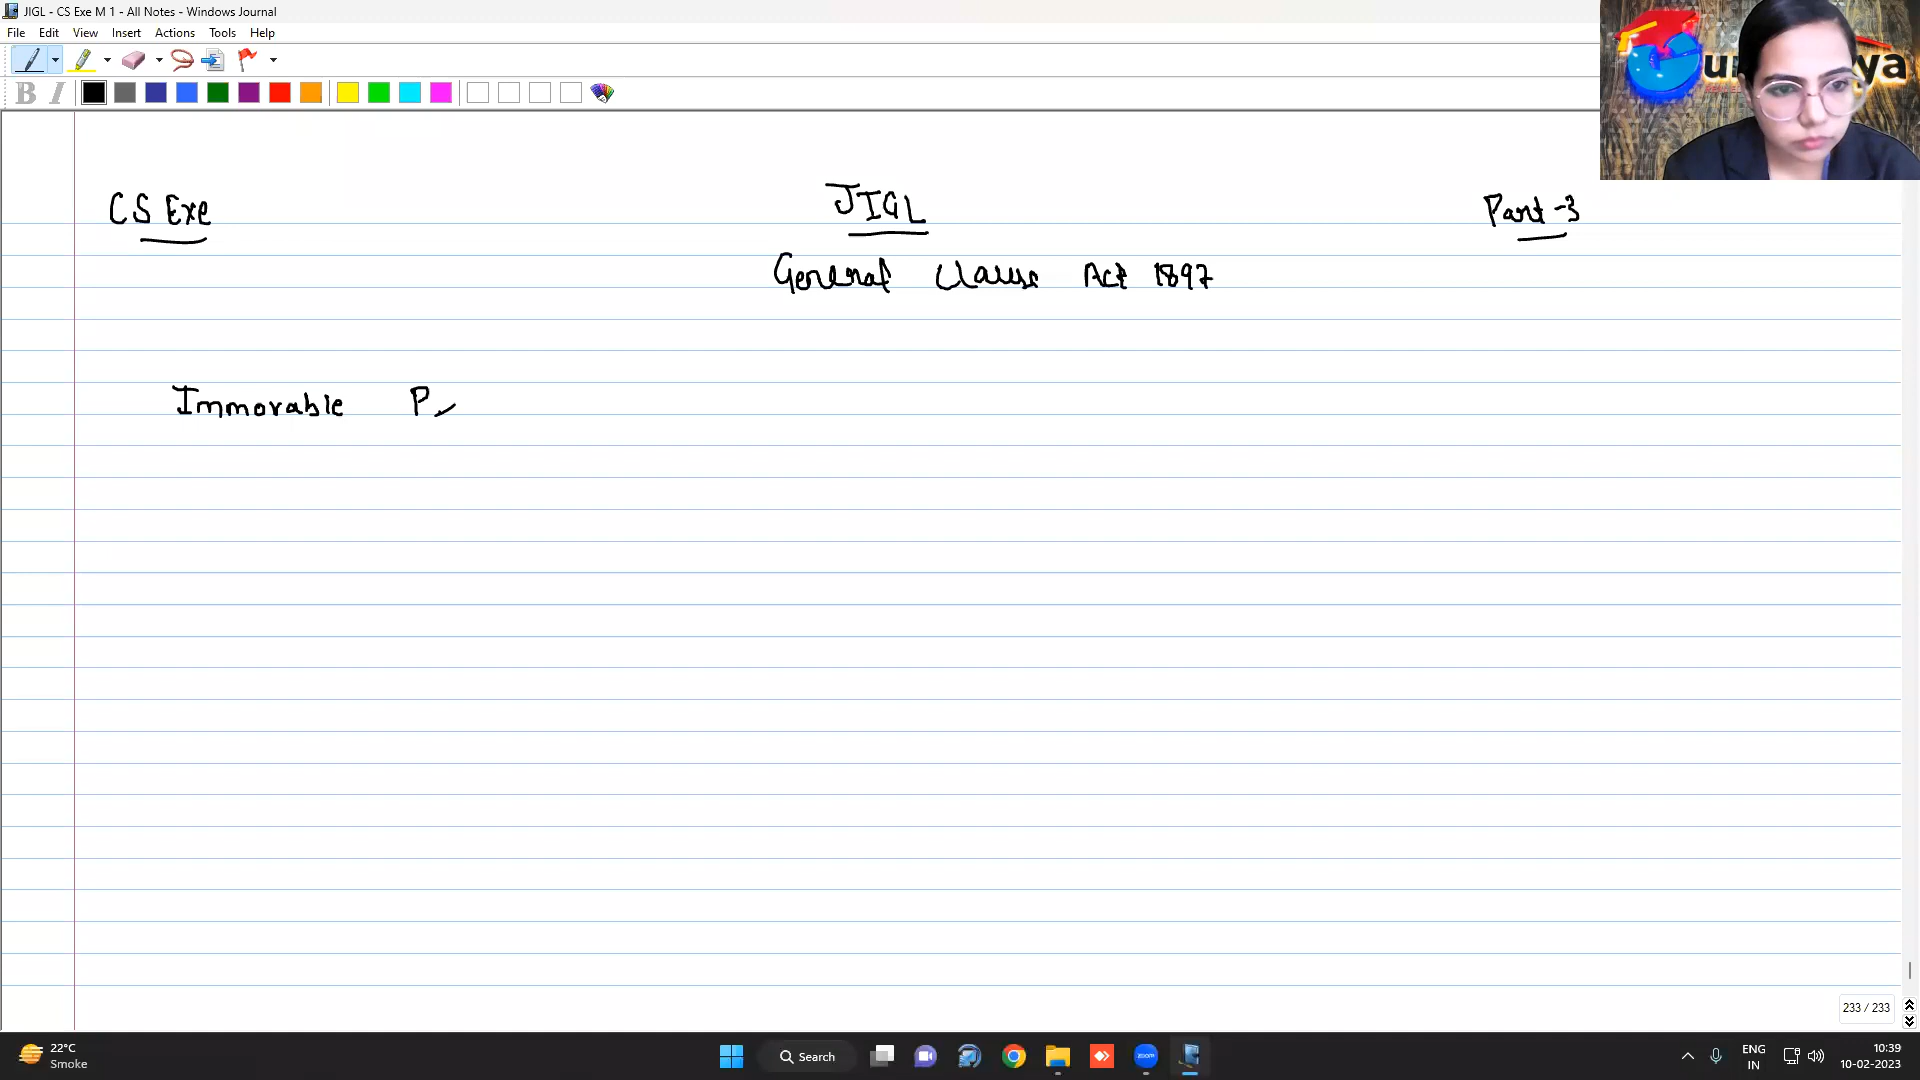 JIGL - CS Exe M 1 - All Notes - Windows Journal
File Edit View Insert Actions Tools Help
B I
CS Exe JIGL Part-3
General Clause Act 1897
Immovable P
233 / 233
22°C
Smoke
Search
zoom
ENG
IN
10:39
10-02-2023